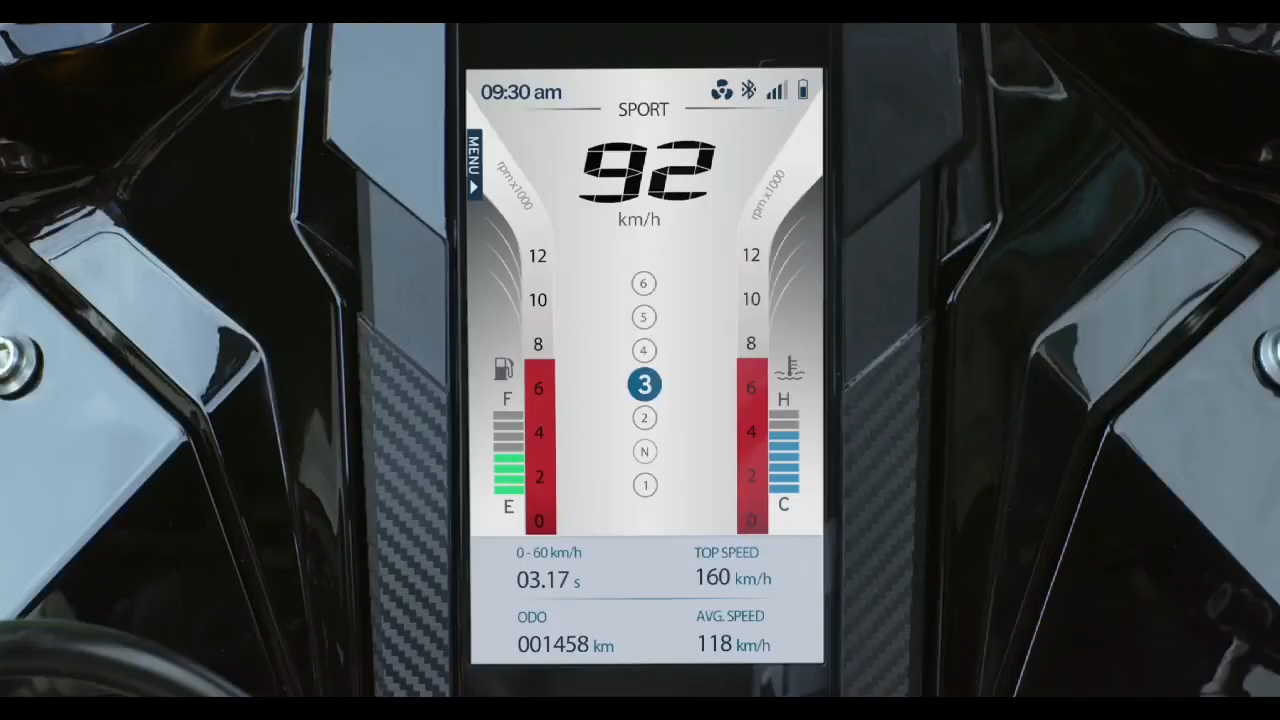 09:30 am
SPORT
MENU
92
km/h
rpm x1000
rpm x1000
12
10
8
6
4
2
0
6
5
4
3
2
N
1
12
10
8
6
4
2
0
F
E
H
C
0 - 60 km/h
03.17 s
TOP SPEED
160 km/h
ODO
001458 km
AVG. SPEED
118 km/h